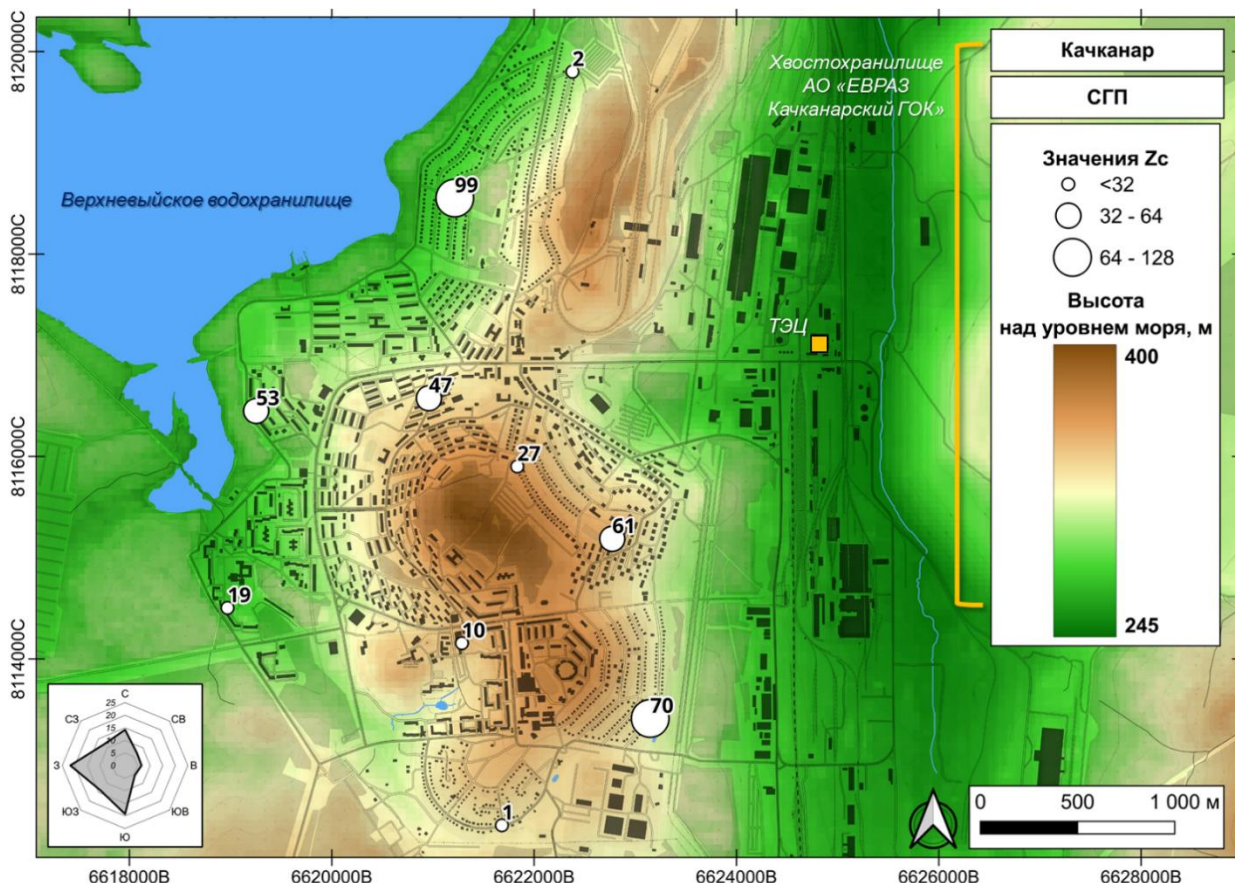 8120000С
8118000С
8116000С
8114000С
2
Хвостохранилище
АО «ЕВРАЗ
Качканарский ГОК»
99
Верхневыйское водохранилище
ТЭЦ
53
47
27
61
19
10
70
1
Качканар
СГП
Значения Zc
<32
32 - 64
64 - 128
Высота
над уровнем моря, м
400
245
С
25
20
15
10
5
0
СЗ
СВ
З
В
ЮЗ
ЮВ
Ю
0
500
1 000 м
6618000В
6620000В
6622000В
6624000В
6626000В
6628000В